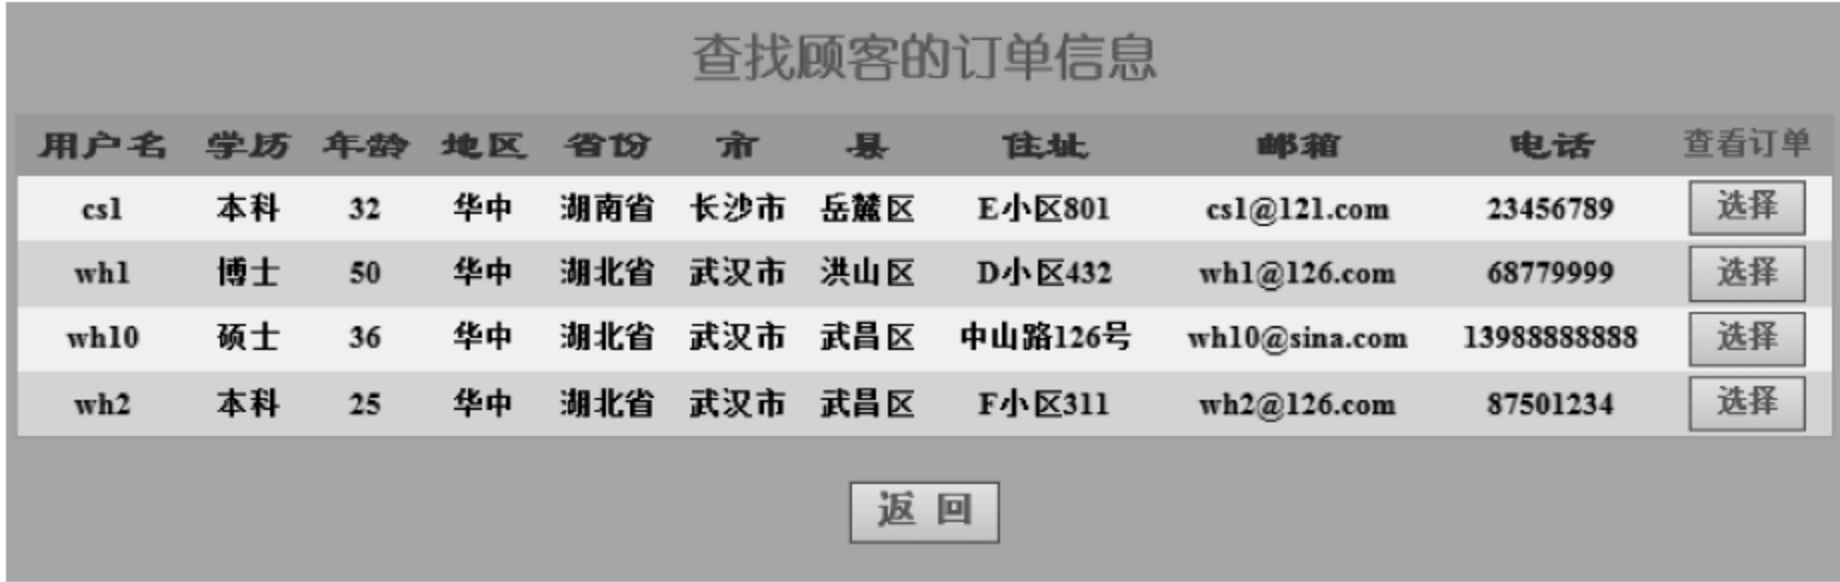 查找顾客的订单信息
用户名 学历 年龄 地区 省份 市 县 住址 邮箱 电话 查看订单
cs1 本科 32 华中 湖南省 长沙市 岳麓区 E小区801 cs1@121.com 23456789 选择
wh1 博士 50 华中 湖北省 武汉市 洪山区 D小区432 wh1@126.com 68779999 选择
wh10 硕士 36 华中 湖北省 武汉市 武昌区 中山路126号 wh10@sina.com 13988888888 选择
wh2 本科 25 华中 湖北省 武汉市 武昌区 F小区311 wh2@126.com 87501234 选择
返 回